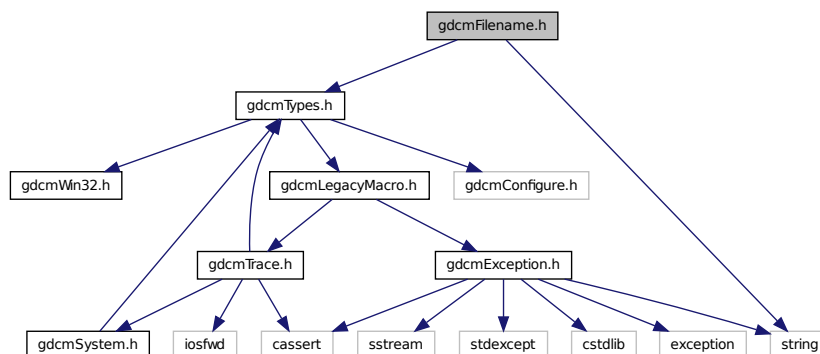 gdcmFilename.h
gdcmTypes.h
gdcmWin32.h
gdcmLegacyMacro.h
gdcmConfigure.h
gdcmTrace.h
gdcmException.h
gdcmSystem.h
iosfwd
cassert
sstream
stdexcept
cstdlib
exception
string